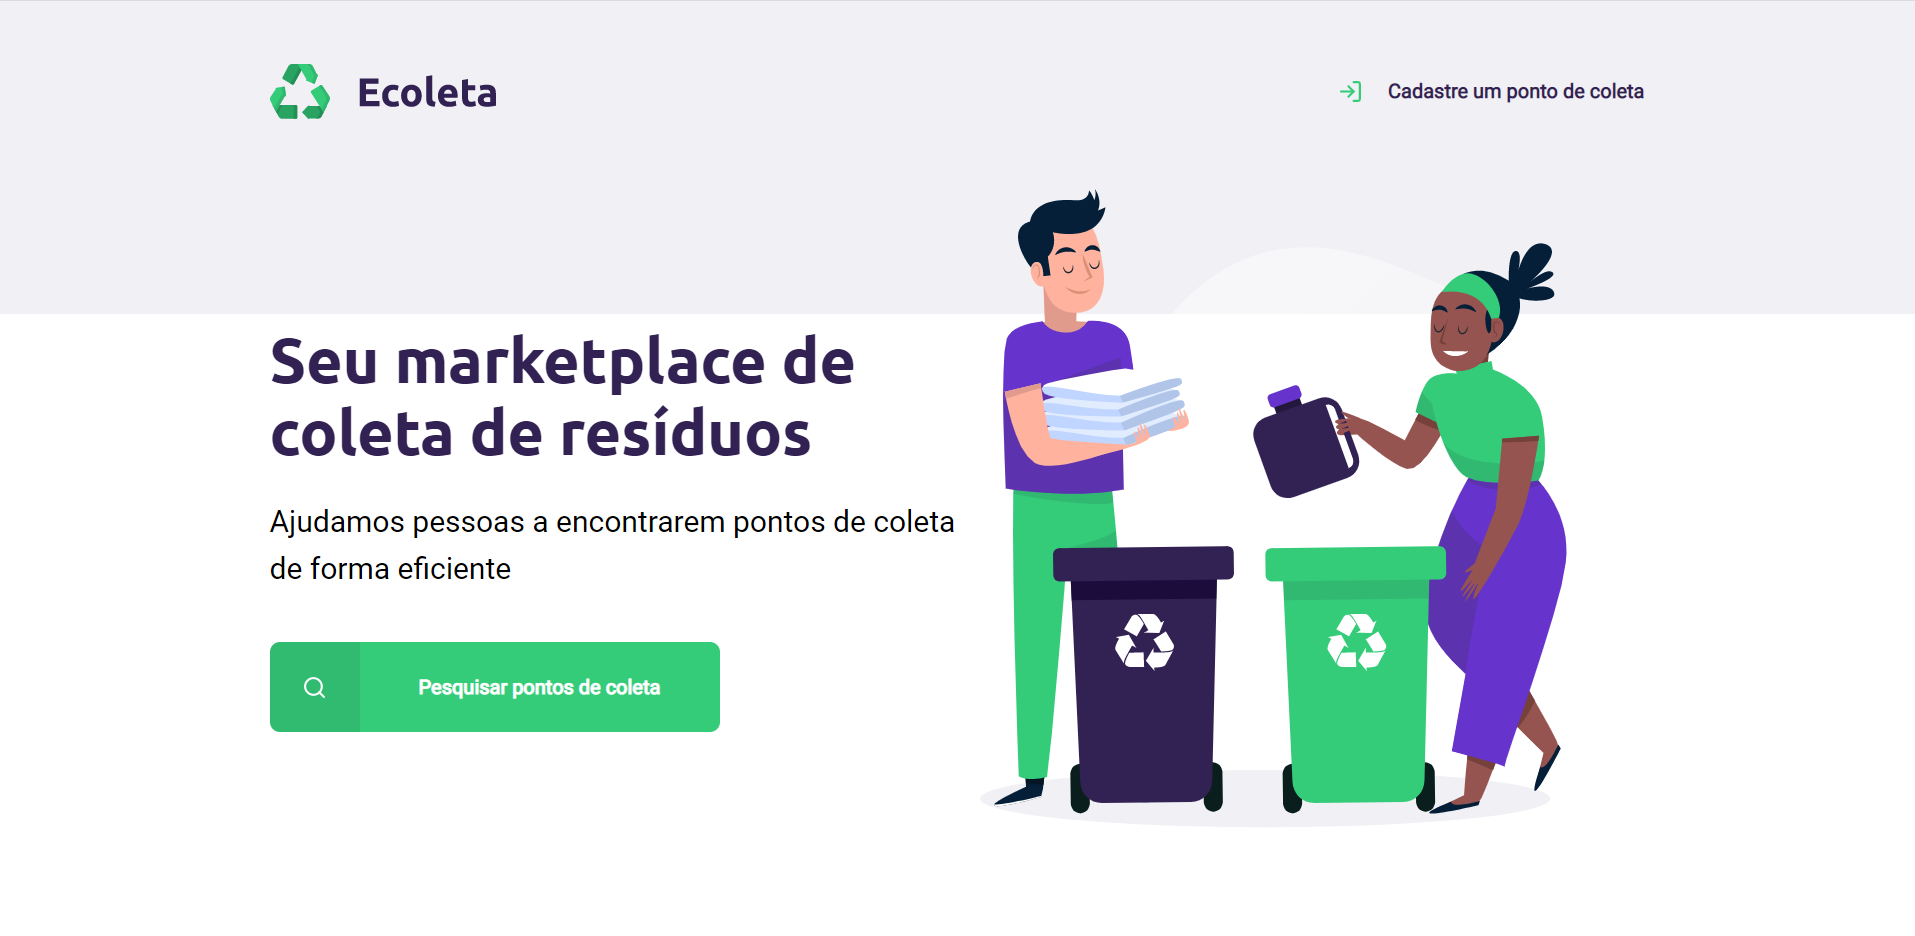 Ecoleta
Cadastre um ponto de coleta
Seu marketplace de
coleta de resíduos
Ajudamos pessoas a encontrarem pontos de coleta
de forma eficiente
Pesquisar pontos de coleta